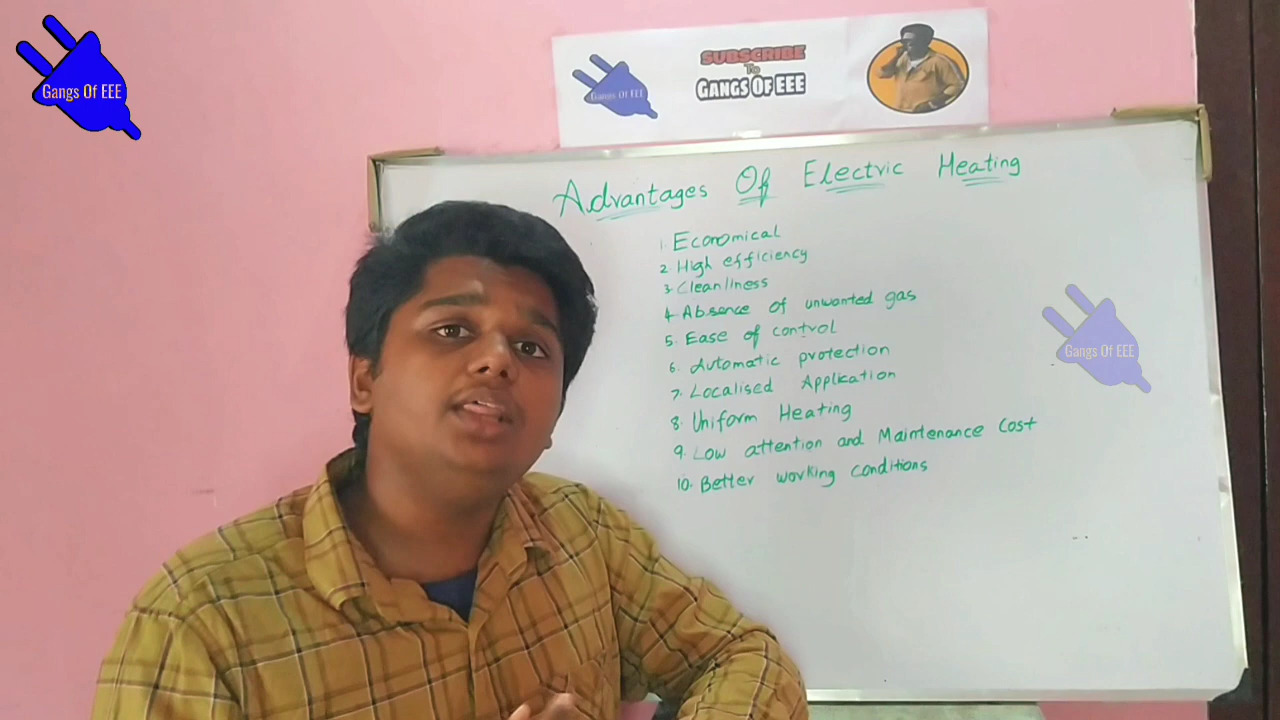 Gangs Of EEE
Gangs Of EEE
SUBSCRIBE
To
GANGS OF EEE
Advantages Of Electric Heating
1. Economical
2. High efficiency
3. Cleanliness
4. Absence of unwanted gas
5. Ease of control
6. Automatic protection
7. Localised Application
8. Uniform Heating
9. Low attention and Maintenance cost
10. Better working conditions
Gangs Of EEE